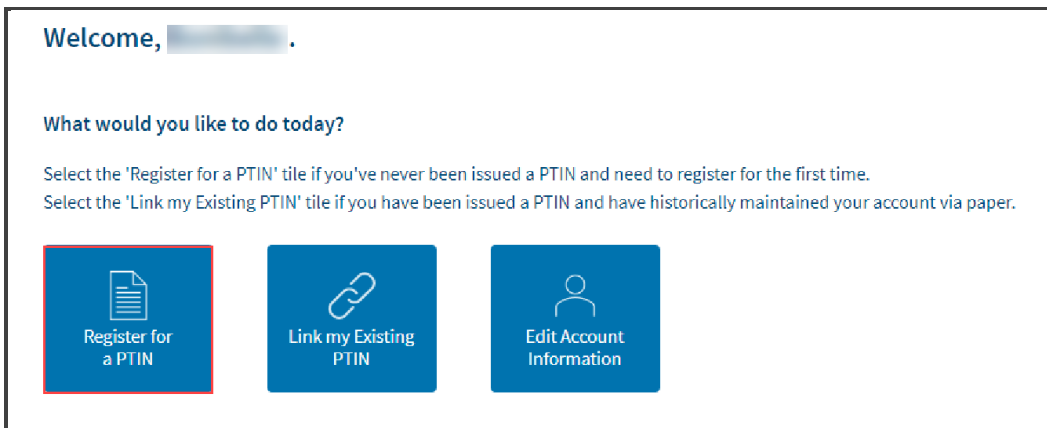 Welcome, .
What would you like to do today?
Select the 'Register for a PTIN' tile if you've never been issued a PTIN and need to register for the first time.
Select the 'Link my Existing PTIN' tile if you have been issued a PTIN and have historically maintained your account via paper.
Register for
a PTIN
Link my Existing
PTIN
Edit Account
Information